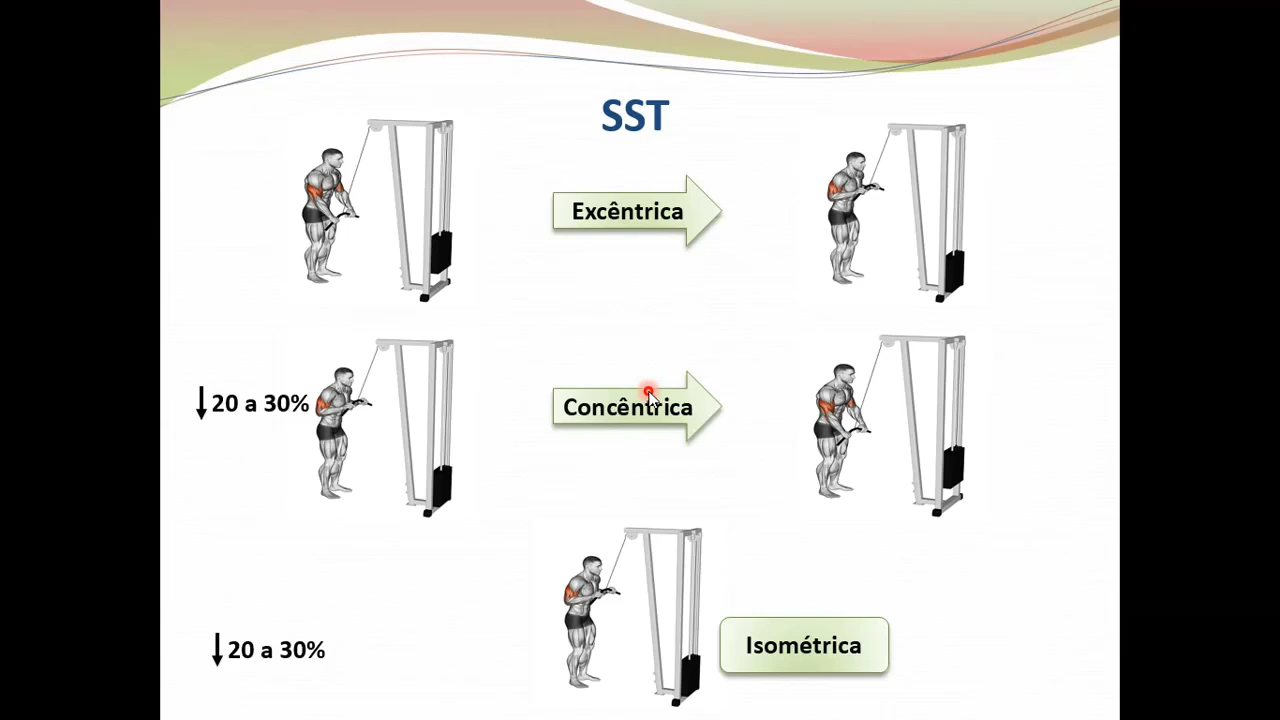 SST
Excêntrica
↓ 20 a 30%
Concêntrica
↓ 20 a 30%
Isométrica